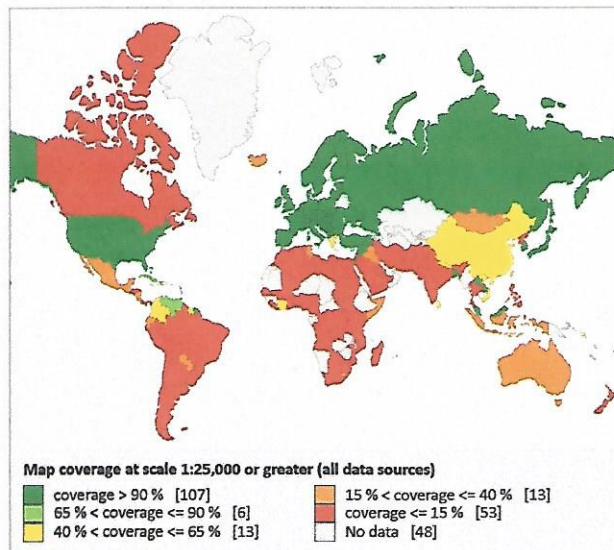 Map coverage at scale 1:25,000 or greater (all data sources)
coverage > 90 % [107]
65 % < coverage <= 90 % [6]
40 % < coverage <= 65 % [13]
15 % < coverage <= 40 % [13]
coverage <= 15 % [53]
No data [48]